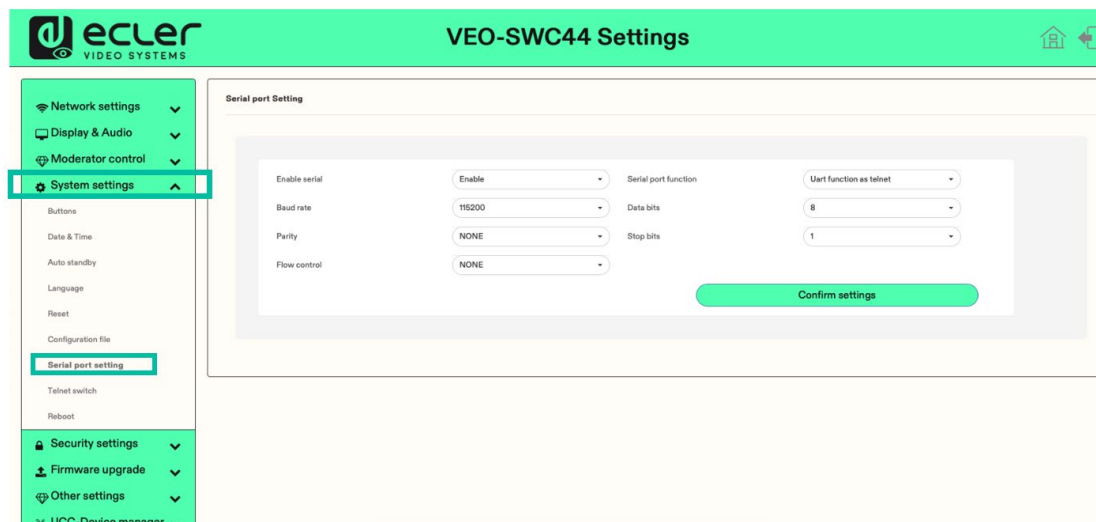 ecler
VIDEO SYSTEMS
VEO-SWC44 Settings
Network settings
Display & Audio
Moderator control
System settings
Buttons
Date & Time
Auto standby
Language
Reset
Configuration file
Serial port setting
Telnet switch
Reboot
Security settings
Firmware upgrade
Other settings
UCC-Device manager
Serial port Setting
Enable serial Enable Serial port function Uart function as telnet
Baud rate 115200 Data bits 8
Parity NONE Stop bits 1
Flow control NONE
Confirm settings